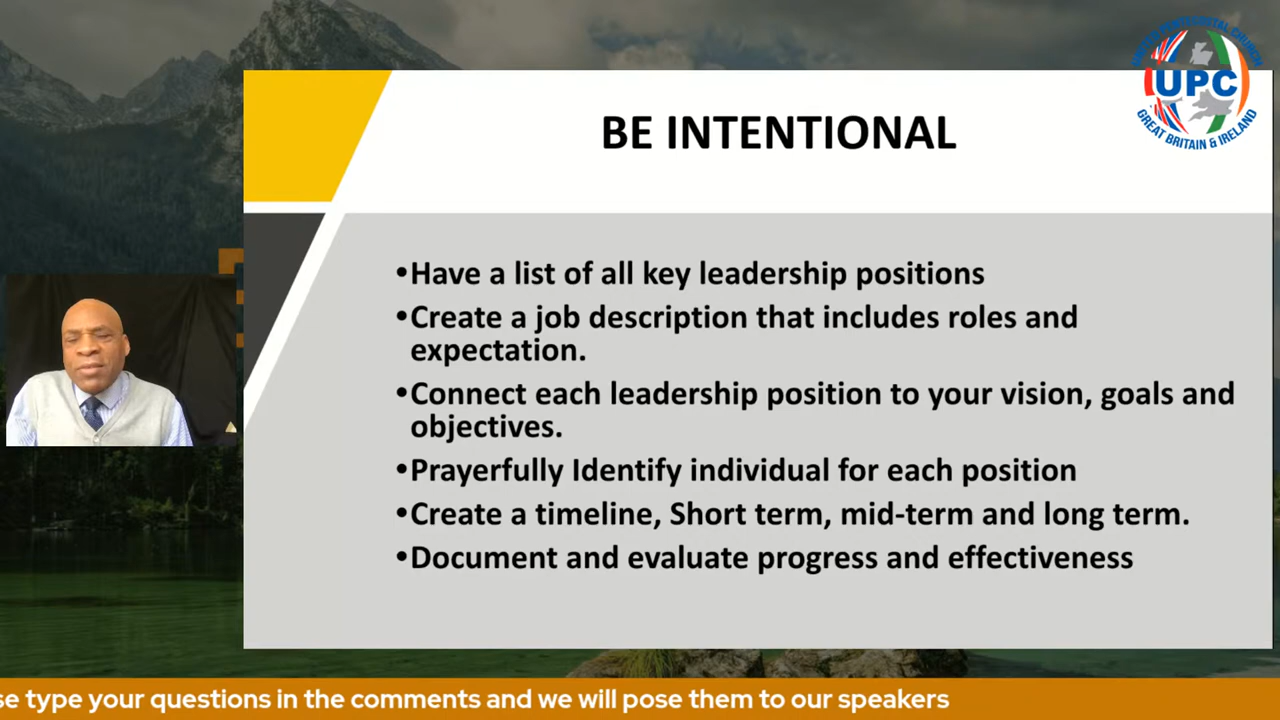 UNITED PENTECOSTAL CHURCH
UPC
GREAT BRITAIN & IRELAND
BE INTENTIONAL
•Have a list of all key leadership positions
•Create a job description that includes roles and
expectation.
•Connect each leadership position to your vision, goals and
objectives.
•Prayerfully Identify individual for each position
•Create a timeline, Short term, mid-term and long term.
•Document and evaluate progress and effectiveness
se type your questions in the comments and we will pose them to our speakers